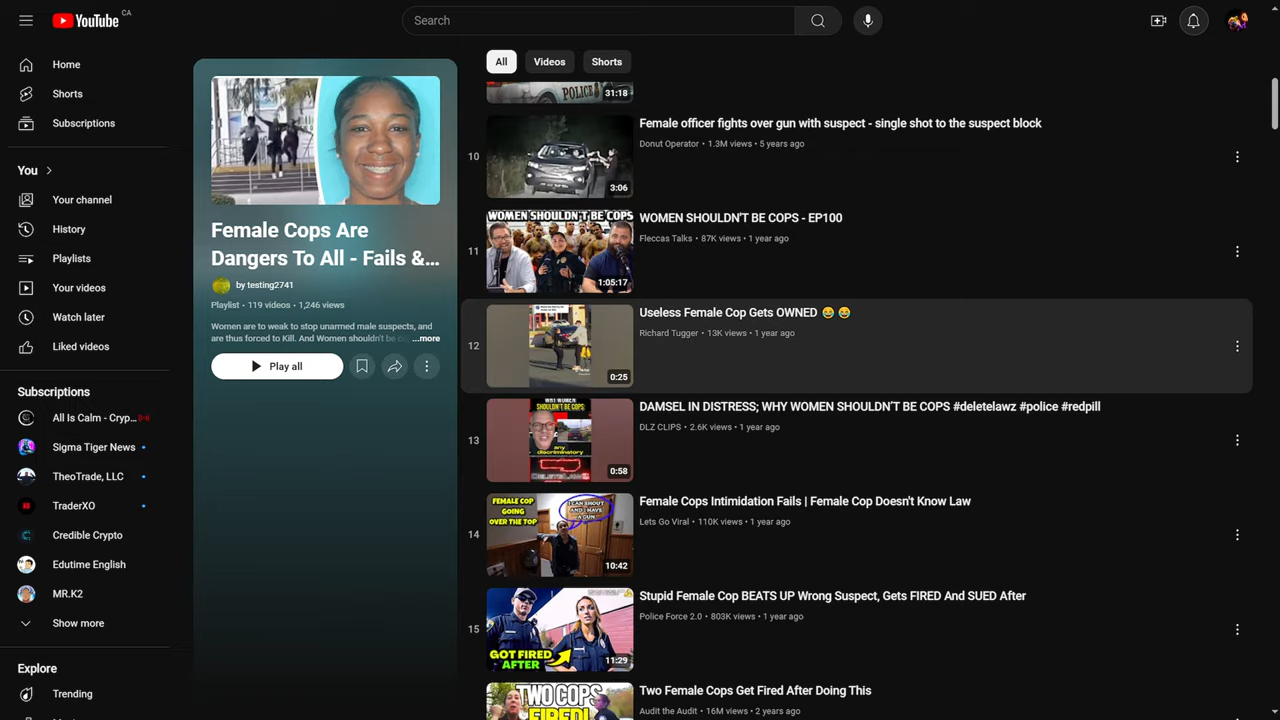 YouTube CA
Search
Home
Shorts
Subscriptions
You
Your channel
History
Playlists
Your videos
Watch later
Liked videos
Subscriptions
All Is Calm - Cryp...
Sigma Tiger News
TheoTrade, LLC
TraderXO
Credible Crypto
Edutime English
MR.K2
Show more
Explore
Trending
Female Cops Are
Dangers To All - Fails &...
by testing2741
Playlist • 119 videos • 1,246 views
Women are to weak to stop unarmed male suspects, and
are thus forced to Kill. And Women shouldn't be ...more
Play all
All
Videos
Shorts
POLICE
31:18
10
3:06
Female officer fights over gun with suspect - single shot to the suspect block
Donut Operator • 1.3M views • 5 years ago
11
WOMEN SHOULDN'T BE COPS
1:05:17
WOMEN SHOULDN'T BE COPS - EP100
Fleccas Talks • 87K views • 1 year ago
12
0:25
Useless Female Cop Gets OWNED 😂 😂
Richard Tugger • 13K views • 1 year ago
13
WHY WOMEN
SHOULDN'T BE COPS
any
discriminatory
DELETELAWZ
0:58
DAMSEL IN DISTRESS; WHY WOMEN SHOULDN'T BE COPS #deletelawz #police #redpill
DLZ CLIPS • 2.6K views • 1 year ago
14
FEMALE COP
GOING
OVER THE TOP
I CAN SHOUT
AND I HAVE
A GUN
10:42
Female Cops Intimidation Fails | Female Cop Doesn't Know Law
Lets Go Viral • 110K views • 1 year ago
15
GOT FIRED
AFTER
11:29
Stupid Female Cop BEATS UP Wrong Suspect, Gets FIRED And SUED After
Police Force 2.0 • 803K views • 1 year ago
TWO COPS
FIRED!
Two Female Cops Get Fired After Doing This
Audit the Audit • 16M views • 2 years ago